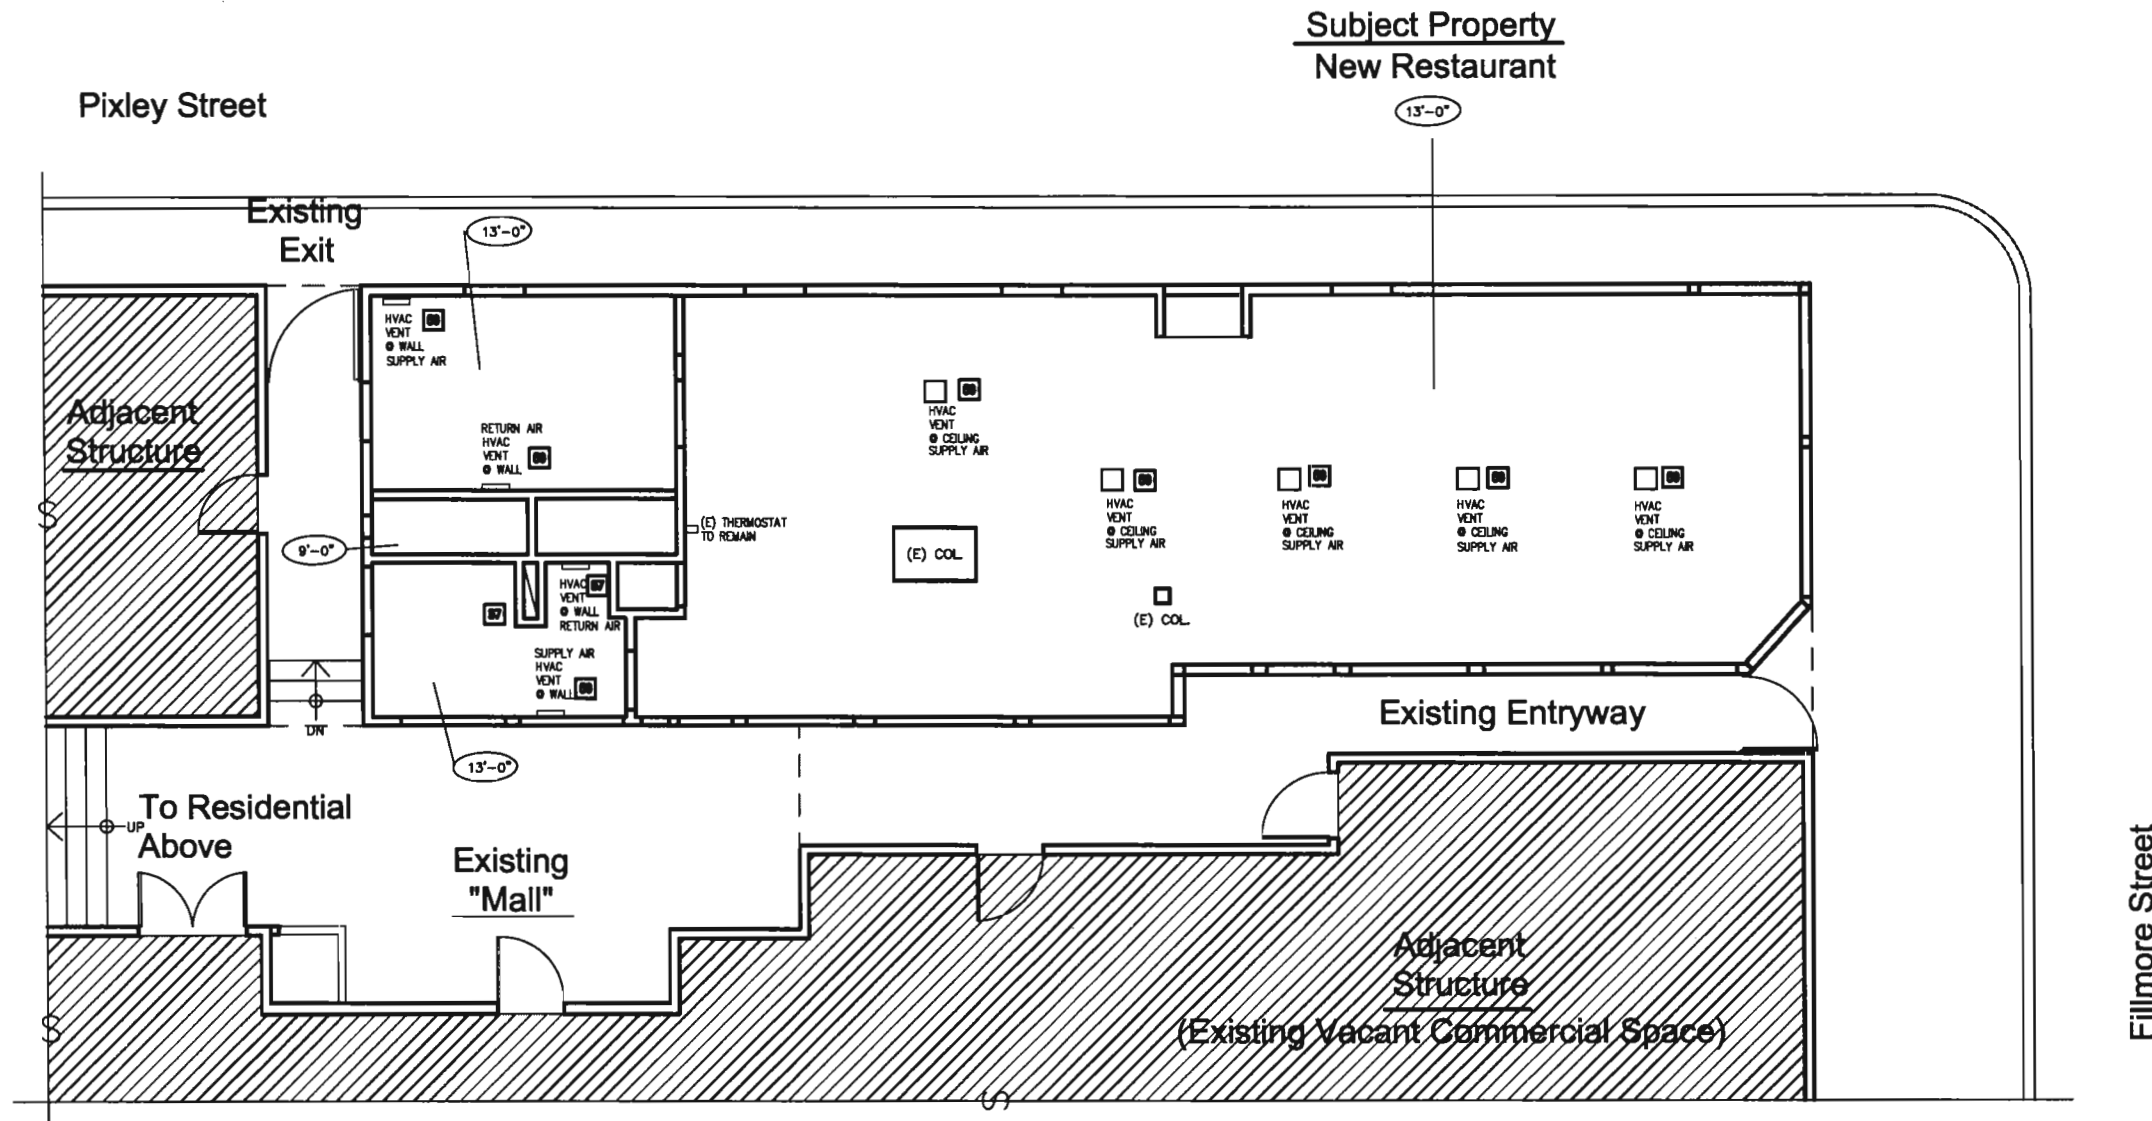 Subject Property
New Restaurant
13'-0"
Pixley Street
Existing
Exit
13'-0"
HVAC
VENT
@ WALL
SUPPLY AIR
Adjacent
Structure
RETURN AIR
HVAC
VENT
@ WALL
HVAC
VENT
@ CEILING
SUPPLY AIR
HVAC
VENT
@ CEILING
SUPPLY AIR
HVAC
VENT
@ CEILING
SUPPLY AIR
HVAC
VENT
@ CEILING
SUPPLY AIR
HVAC
VENT
@ CEILING
SUPPLY AIR
S
(E) THERMOSTAT
TO REMAIN
9'-0"
(E) COL.
(E) COL.
HVAC
VENT
@ WALL
RETURN AIR
SUPPLY AIR
HVAC
VENT
@ WALL
DN
13'-0"
Existing Entryway
UP
To Residential
Above
Existing
"Mall"
Adjacent
Structure
(Existing Vacant Commercial Space)
Fillmore Street
S
S